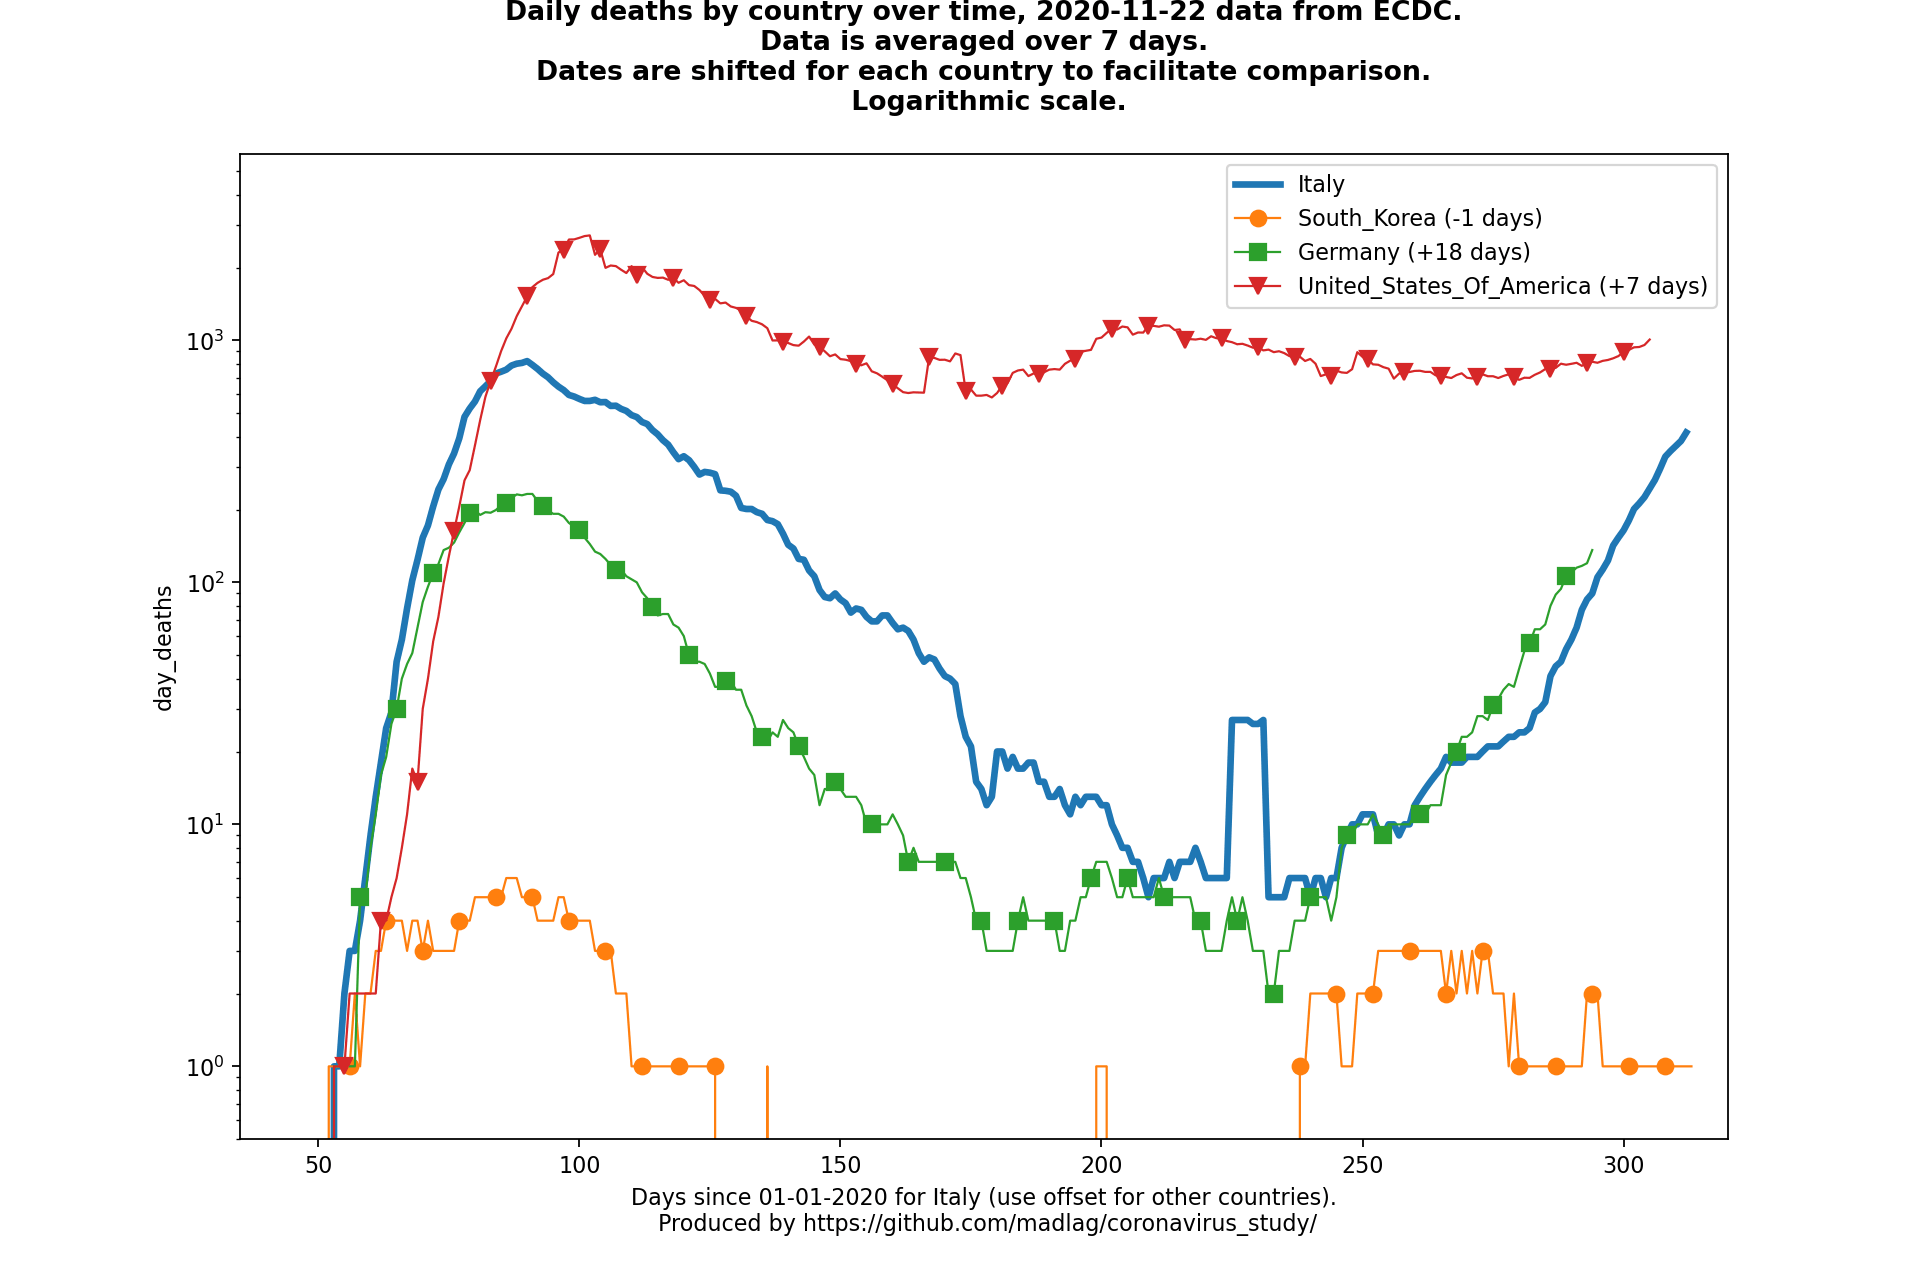 Daily deaths by country over time, 2020-11-22 data from ECDC.
Data is averaged over 7 days.
Dates are shifted for each country to facilitate comparison.
Logarithmic scale.
Italy
South_Korea (-1 days)
Germany (+18 days)
United_States_Of_America (+7 days)
10³
10²
10¹
10⁰
day_deaths
50 100 150 200 250 300
Days since 01-01-2020 for Italy (use offset for other countries).
Produced by https://github.com/madlag/coronavirus_study/